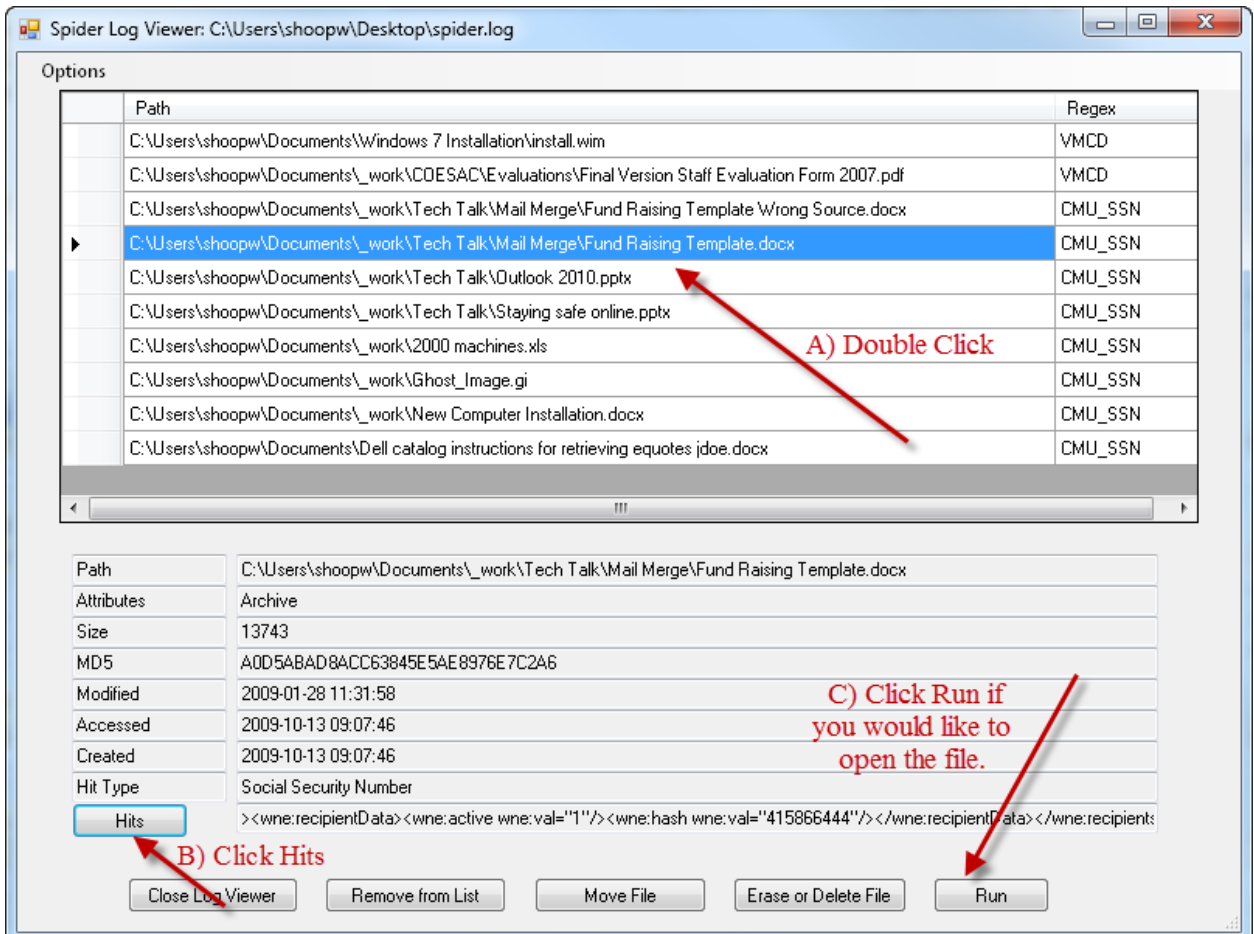 Spider Log Viewer: C:\Users\shoopw\Desktop\spider.log
Options
Path Regex
C:\Users\shoopw\Documents\Windows 7 Installation\install.wim VMCD
C:\Users\shoopw\Documents\_work\COESAC\Evaluations\Final Version Staff Evaluation Form 2007.pdf VMCD
C:\Users\shoopw\Documents\_work\Tech Talk\Mail Merge\Fund Raising Template Wrong Source.docx CMU_SSN
C:\Users\shoopw\Documents\_work\Tech Talk\Mail Merge\Fund Raising Template.docx CMU_SSN
C:\Users\shoopw\Documents\_work\Tech Talk\Outlook 2010.pptx CMU_SSN
C:\Users\shoopw\Documents\_work\Tech Talk\Staying safe online.pptx CMU_SSN
C:\Users\shoopw\Documents\_work\2000 machines.xls CMU_SSN
C:\Users\shoopw\Documents\_work\Ghost_Image.gi CMU_SSN
C:\Users\shoopw\Documents\_work\New Computer Installation.docx CMU_SSN
C:\Users\shoopw\Documents\Dell catalog instructions for retrieving equotes jdoe.docx CMU_SSN
A) Double Click
Path C:\Users\shoopw\Documents\_work\Tech Talk\Mail Merge\Fund Raising Template.docx
Attributes Archive
Size 13743
MD5 A0D5ABAD8ACC63845E5AE8976E7C2A6
Modified 2009-01-28 11:31:58
Accessed 2009-10-13 09:07:46
Created 2009-10-13 09:07:46
Hit Type Social Security Number
Hits ><wne:recipientData><wne:active wne:val="1"/><wne:hash wne:val="415866444"/></wne:recipientData></wne:recipients
C) Click Run if
you would like to
open the file.
B) Click Hits
Close Log Viewer Remove from List Move File Erase or Delete File Run